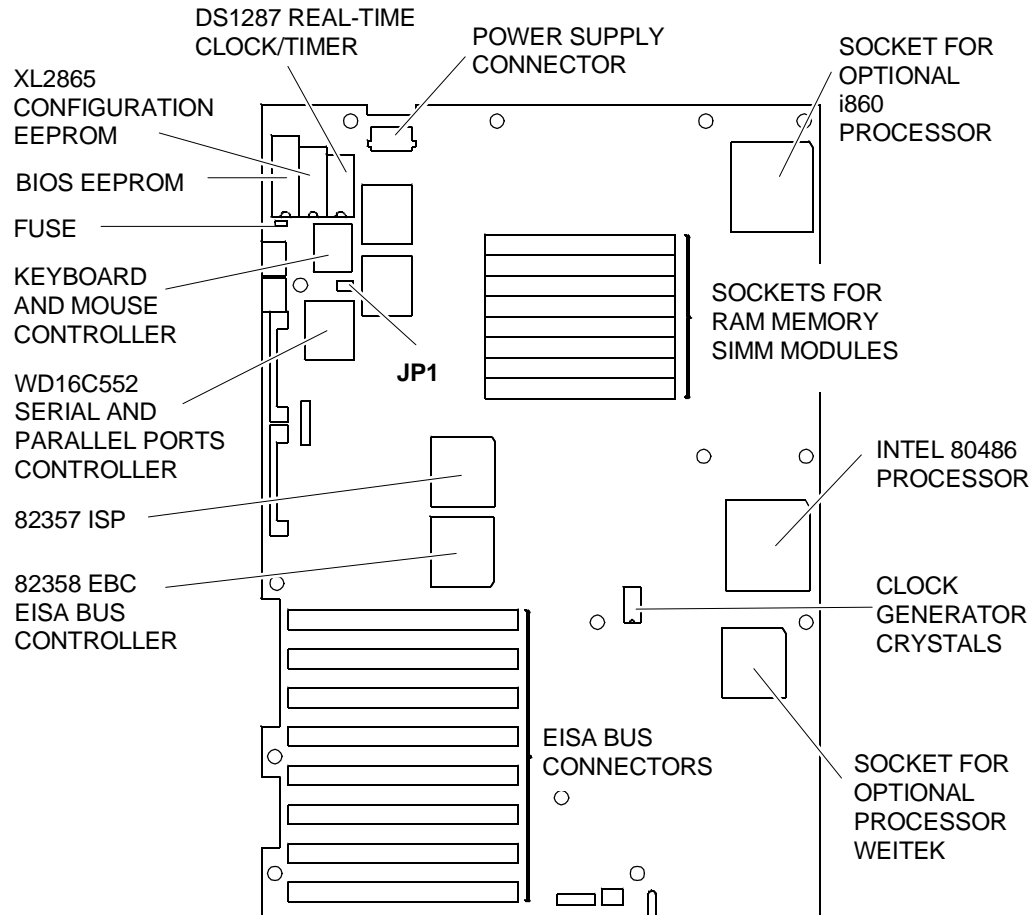 DS1287 REAL-TIME
CLOCK/TIMER
POWER SUPPLY
CONNECTOR
SOCKET FOR
OPTIONAL
i860
PROCESSOR
XL2865
CONFIGURATION
EEPROM
BIOS EEPROM
FUSE
KEYBOARD
AND MOUSE
CONTROLLER
SOCKETS FOR
RAM MEMORY
SIMM MODULES
JP1
WD16C552
SERIAL AND
PARALLEL PORTS
CONTROLLER
INTEL 80486
PROCESSOR
82357 ISP
82358 EBC
EISA BUS
CONTROLLER
CLOCK
GENERATOR
CRYSTALS
EISA BUS
CONNECTORS
SOCKET FOR
OPTIONAL
PROCESSOR
WEITEK